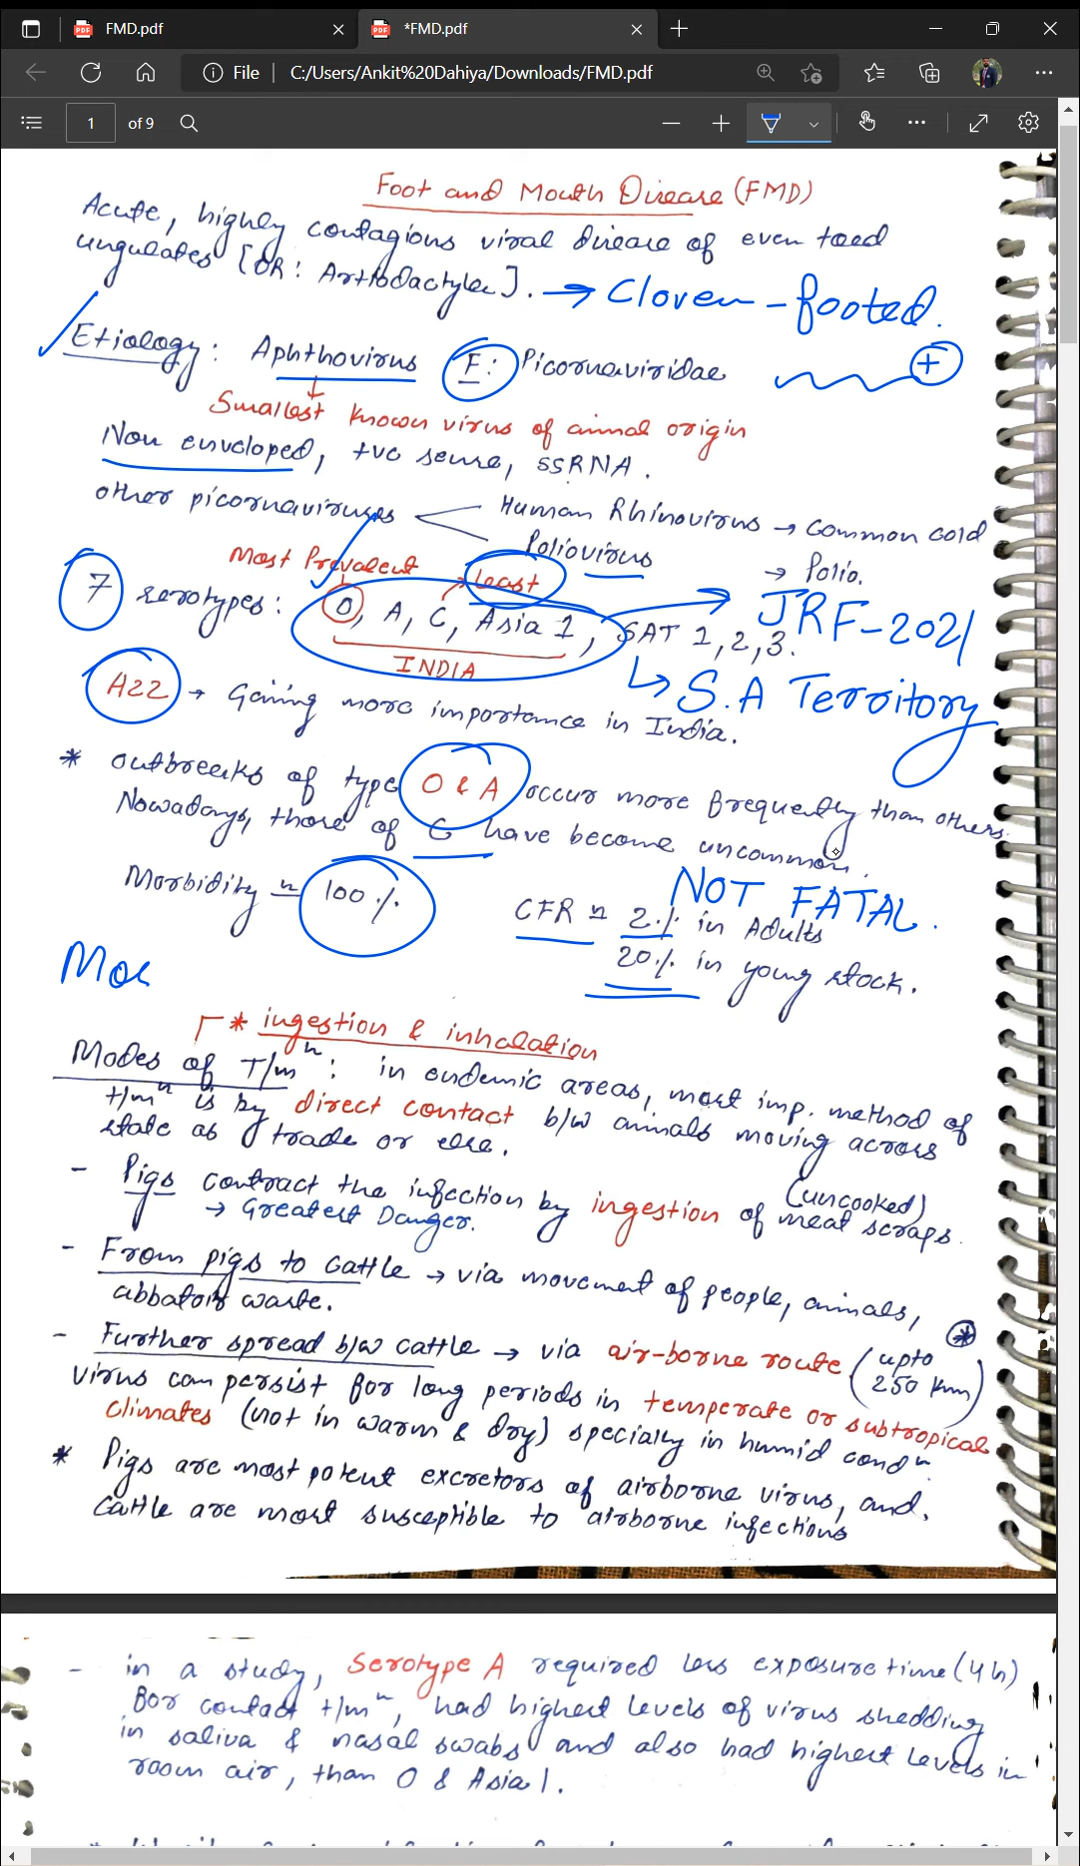 FMD.pdf
*FMD.pdf
File
C:/Users/Ankit%20Dahiya/Downloads/FMD.pdf
1 of 9
Foot and Mouth Disease (FMD)
Acute, highly contagious viral disease of even toed
ungulates [OR: Artiodactyles]. → Cloven-footed.
Etiology: Aphthovirus F: Picornaviridae +
Smallest known virus of animal origin
Non enveloped, +ve sense, ssRNA.
other picornaviruses Human Rhinovirus → common cold
Poliovirus → Polio.
Most Prevalent least
7 serotypes: O, A, C, Asia 1, SAT 1,2,3. JRF-2021
INDIA
S.A Territory
A22 → Gaining more importance in India.
* outbreaks of type O & A occur more frequently than others.
Nowadays, those of C have become uncommon.
Morbidity ≈ 100% NOT FATAL.
CFR ≈ 2% in Adults
20% in young stock.
Moe
* ingestion & inhalation
Modes of T/mⁿ: in endemic areas, most imp. method of
t/mⁿ is by direct contact b/w animals moving across
state as trade or else.
- Pigs contract the infection by ingestion of (uncooked) meat scraps.
→ Greatest Danger.
- From pigs to cattle → via movement of people, animals,
abbatoir waste.
- Further spread b/w cattle → via air-borne route (upto 250 km) *
virus can persist for long periods in temperate or subtropical
climates (not in warm & dry) specially in humid condⁿ.
* Pigs are most potent excretors of airborne virus, and
cattle are most susceptible to airborne infections
- in a study, Serotype A required less exposure time (4h)
for contact t/mⁿ, had highest levels of virus shedding
in saliva & nasal swabs and also had highest levels in
room air, than O & Asia 1.